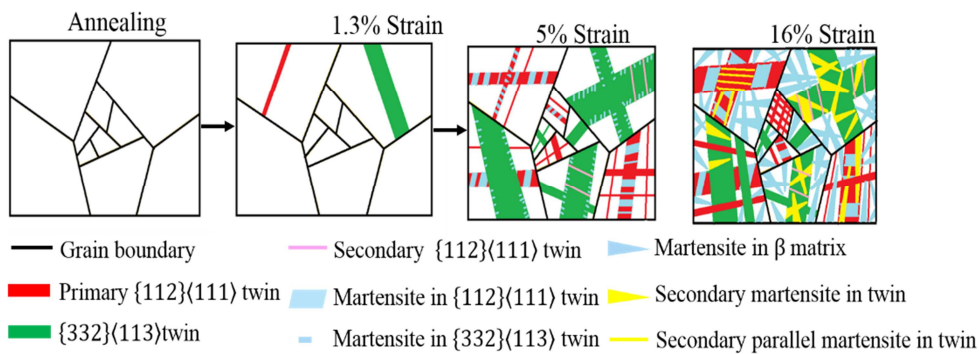 Annealing
1.3% Strain
5% Strain
16% Strain
Grain boundary
Secondary {112}⟨111⟩ twin
Martensite in β matrix
Primary {112}⟨111⟩ twin
Martensite in {112}⟨111⟩ twin
Secondary martensite in twin
{332}⟨113⟩twin
Martensite in {332}⟨113⟩ twin
Secondary parallel martensite in twin